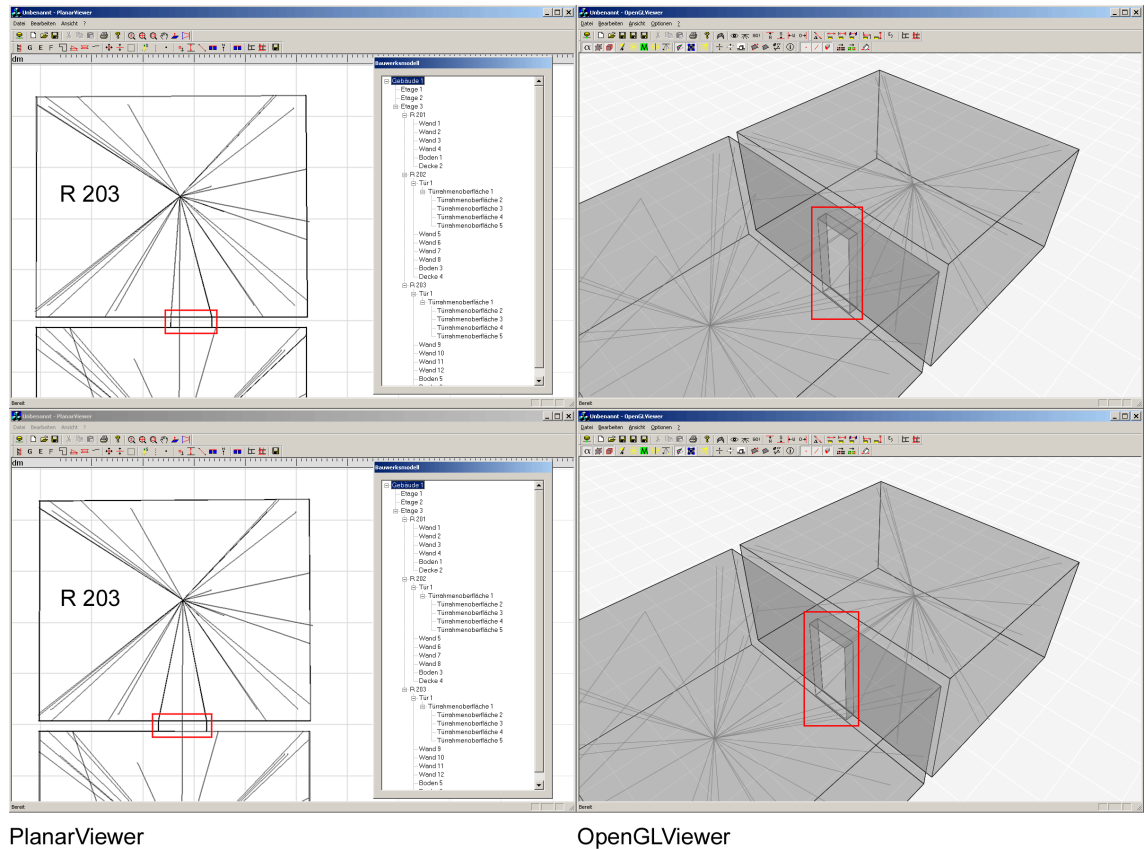 Unbenannt - PlanarViewer
Datei Bearbeiten Ansicht ?
G E F
dm
R 203
Bereit
Bauwerksmodell
Gebäude 1
Etage 1
Etage 2
Etage 3
R 201
Wand 1
Wand 2
Wand 3
Wand 4
Boden 1
Decke 2
R 202
Tür 1
Türrahmenoberfläche 1
Türrahmenoberfläche 2
Türrahmenoberfläche 3
Türrahmenoberfläche 4
Türrahmenoberfläche 5
Wand 5
Wand 6
Wand 7
Wand 8
Boden 3
Decke 4
R 203
Tür 1
Türrahmenoberfläche 1
Türrahmenoberfläche 2
Türrahmenoberfläche 3
Türrahmenoberfläche 4
Türrahmenoberfläche 5
Wand 9
Wand 10
Wand 11
Wand 12
Boden 5
Unbenannt - OpenGLViewer
Datei Bearbeiten Ansicht Optionen ?
Bereit
Unbenannt - PlanarViewer
Datei Bearbeiten Ansicht ?
G E F
dm
R 203
Bereit
Bauwerksmodell
Gebäude 1
Etage 1
Etage 2
Etage 3
R 201
Wand 1
Wand 2
Wand 3
Wand 4
Boden 1
Decke 2
R 202
Tür 1
Türrahmenoberfläche 1
Türrahmenoberfläche 2
Türrahmenoberfläche 3
Türrahmenoberfläche 4
Türrahmenoberfläche 5
Wand 5
Wand 6
Wand 7
Wand 8
Boden 3
Decke 4
R 203
Tür 1
Türrahmenoberfläche 1
Türrahmenoberfläche 2
Türrahmenoberfläche 3
Türrahmenoberfläche 4
Türrahmenoberfläche 5
Wand 9
Wand 10
Wand 11
Wand 12
Boden 5
Unbenannt - OpenGLViewer
Datei Bearbeiten Ansicht Optionen ?
Bereit
PlanarViewer
OpenGLViewer